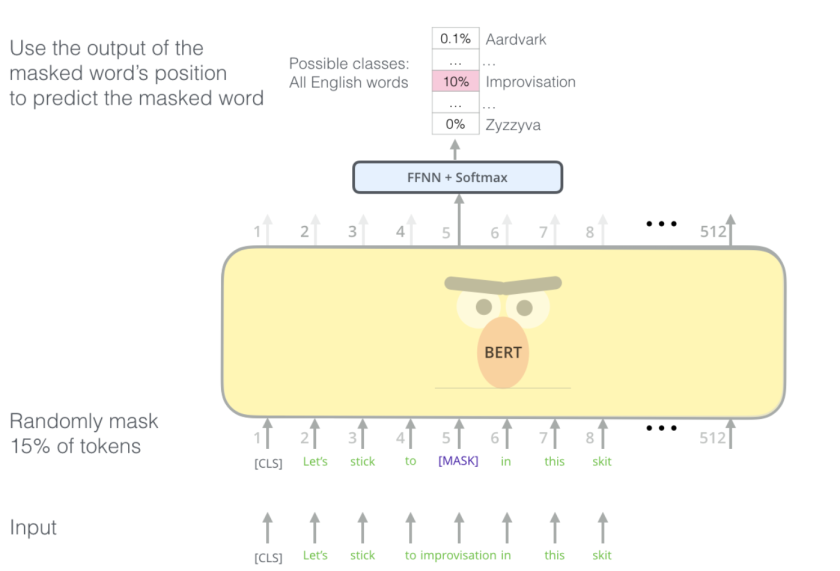 Use the output of the
masked word's position
to predict the masked word
Possible classes:
All English words
0.1% Aardvark
... ...
10% Improvisation
... ...
0% Zyzzyva
FFNN + Softmax
1 2 3 4 5 6 7 8 ••• 512
BERT
Randomly mask
15% of tokens
1 2 3 4 5 6 7 8 ••• 512
[CLS] Let's stick to [MASK] in this skit
Input
[CLS] Let's stick to improvisation in this skit